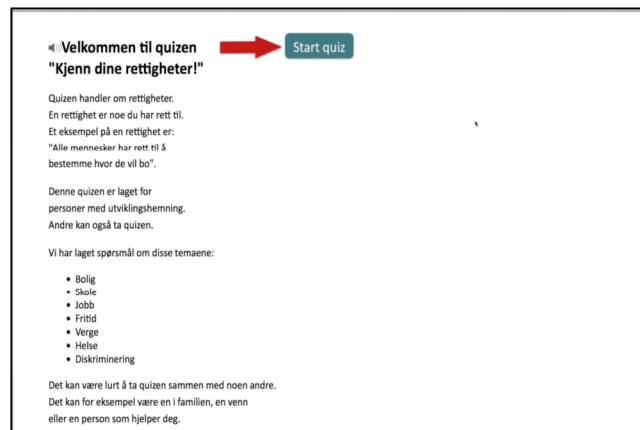 Velkommen til quizen
"Kjenn dine rettigheter!"
Start quiz
Quizen handler om rettigheter.
En rettighet er noe du har rett til.
Et eksempel på en rettighet er:
"Alle mennesker har rett til å
bestemme hvor de vil bo".
Denne quizen er laget for
personer med utviklingshemning.
Andre kan også ta quizen.
Vi har laget spørsmål om disse temaene:
• Bolig
• Skole
• Jobb
• Fritid
• Verge
• Helse
• Diskriminering
Det kan være lurt å ta quizen sammen med noen andre.
Det kan for eksempel være en i familien, en venn
eller en person som hjelper deg.